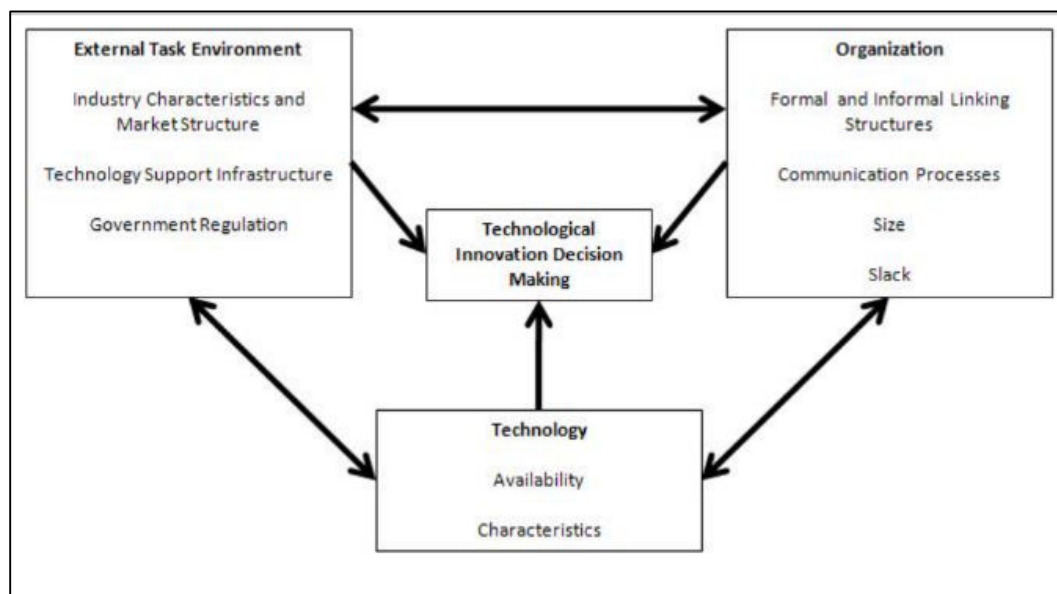 External Task Environment
Industry Characteristics and
Market Structure
Technology Support Infrastructure
Government Regulation
Organization
Formal and Informal Linking
Structures
Communication Processes
Size
Slack
Technological
Innovation Decision
Making
Technology
Availability
Characteristics